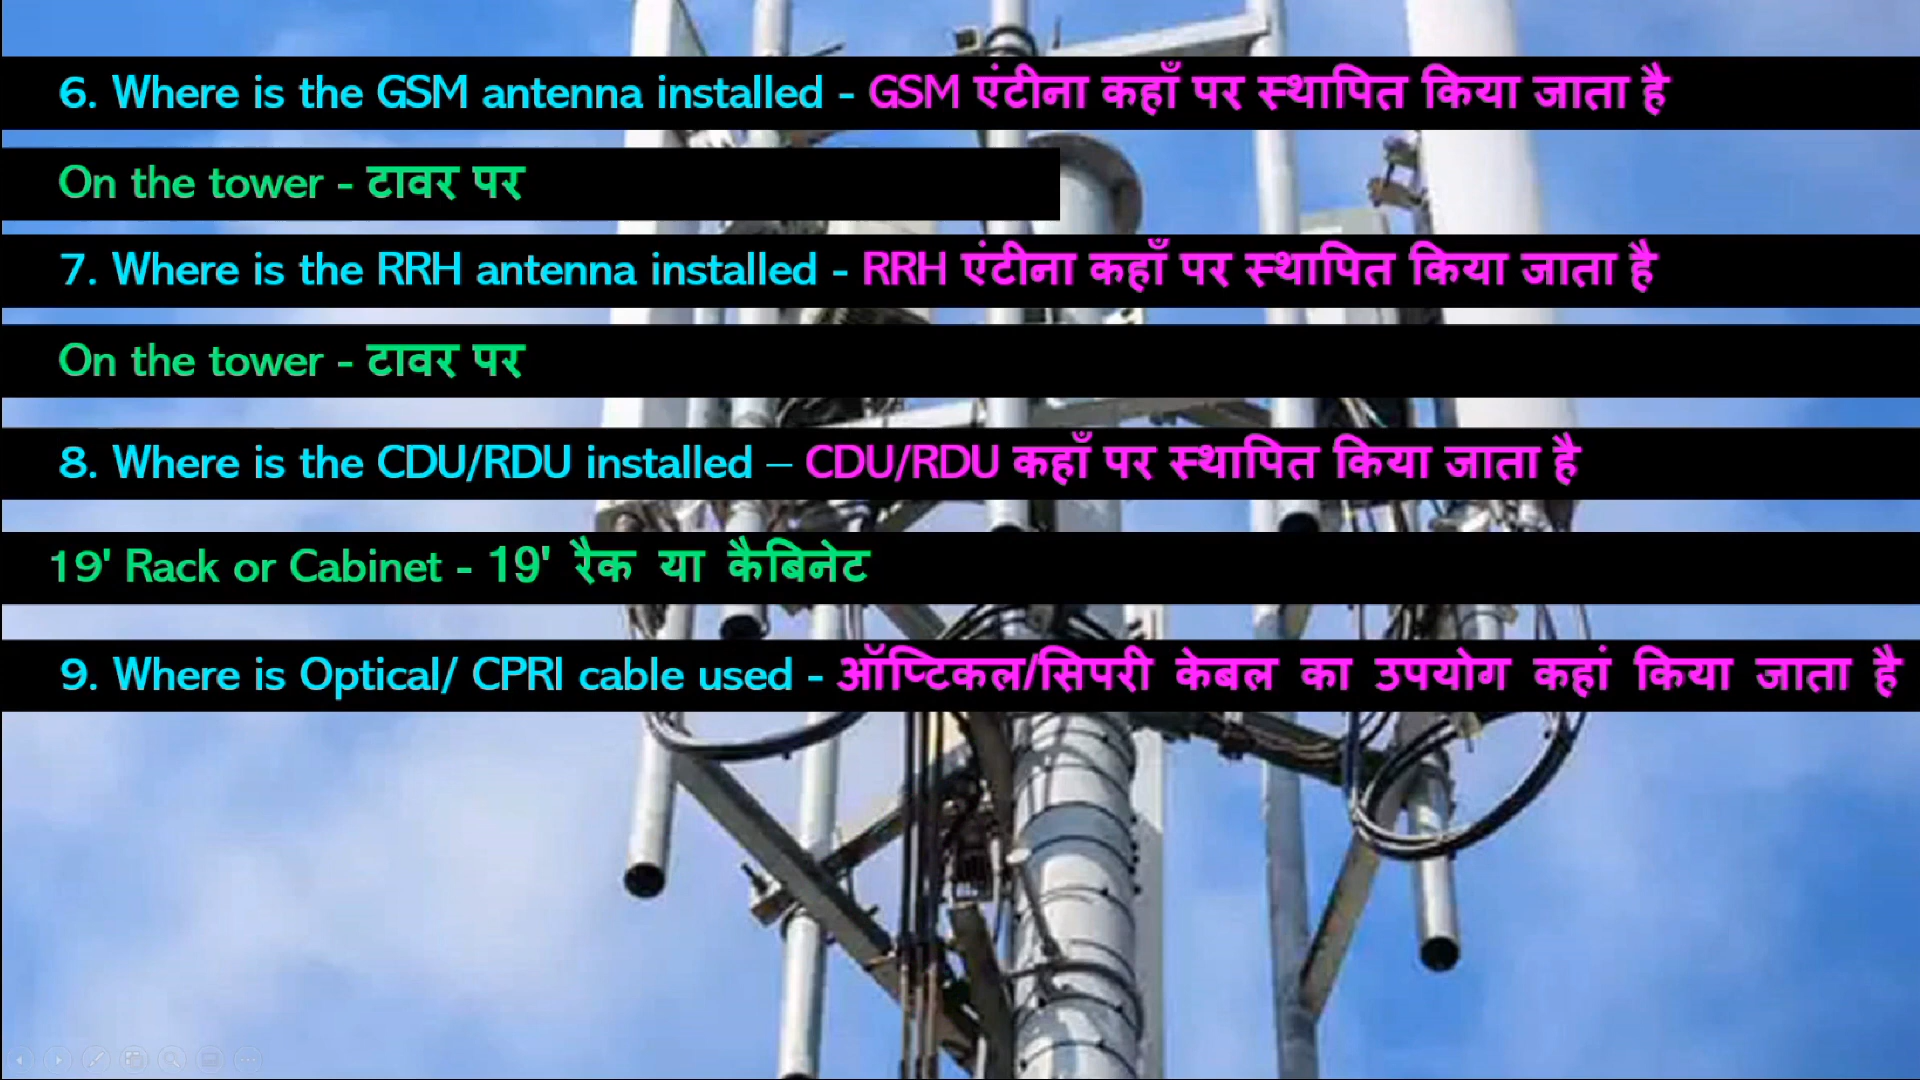 6. Where is the GSM antenna installed - GSM एंटीना कहाँ पर स्थापित किया जाता है
On the tower - टावर पर
7. Where is the RRH antenna installed - RRH एंटीना कहाँ पर स्थापित किया जाता है
On the tower - टावर पर
8. Where is the CDU/RDU installed – CDU/RDU कहाँ पर स्थापित किया जाता है
19' Rack or Cabinet - 19' रैक या कैबिनेट
9. Where is Optical/ CPRI cable used - ऑप्टिकल/सिपरी केबल का उपयोग कहां किया जाता है